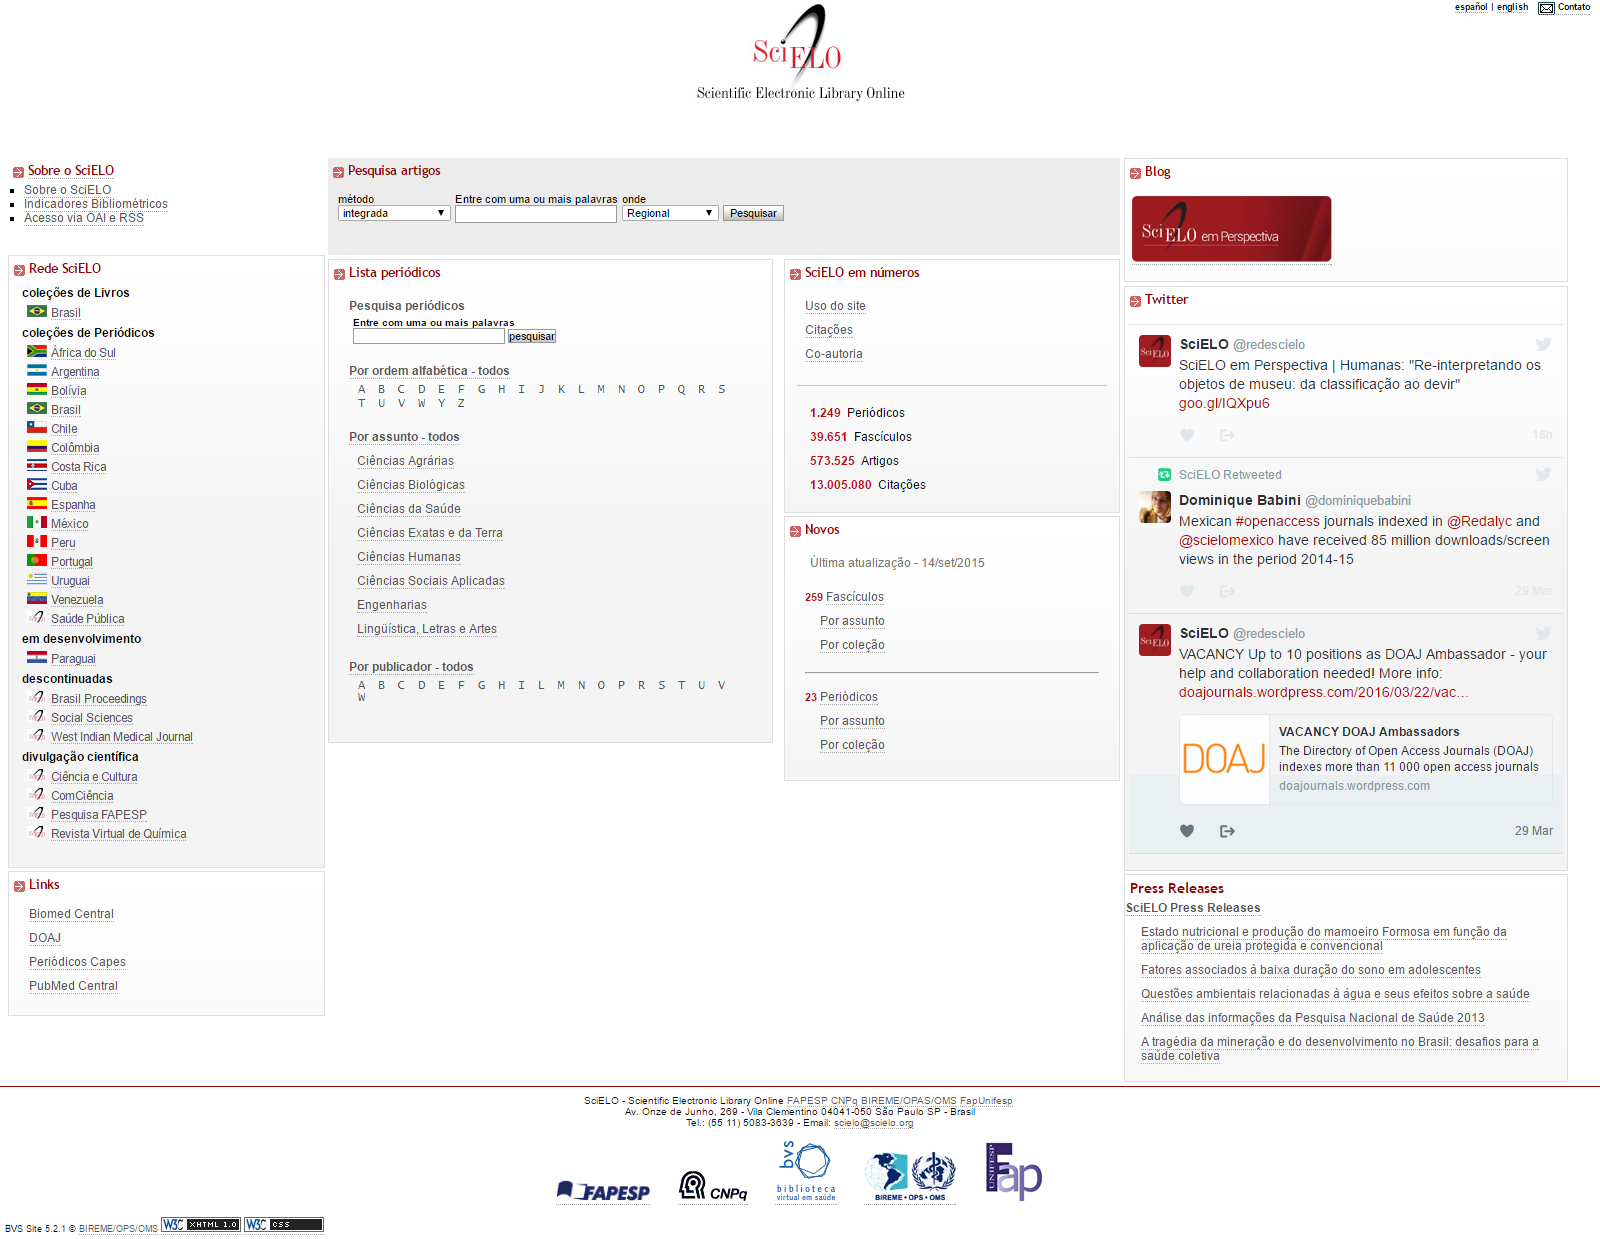 español | english Contato
SciELO
Scientific Electronic Library Online
Sobre o SciELO
Sobre o SciELO
Indicadores Bibliométricos
Acesso via OAI e RSS
Rede SciELO
coleções de Livros
Brasil
coleções de Periódicos
África do Sul
Argentina
Bolívia
Brasil
Chile
Colômbia
Costa Rica
Cuba
Espanha
México
Peru
Portugal
Uruguai
Venezuela
Saúde Pública
em desenvolvimento
Paraguai
descontinuadas
Brasil Proceedings
Social Sciences
West Indian Medical Journal
divulgação científica
Ciência e Cultura
ComCiência
Pesquisa FAPESP
Revista Virtual de Química
Links
Biomed Central
DOAJ
Periódicos Capes
PubMed Central
Pesquisa artigos
método Entre com uma ou mais palavras onde
integrada Regional Pesquisar
Lista periódicos
Pesquisa periódicos
Entre com uma ou mais palavras
pesquisar
Por ordem alfabética - todos
A B C D E F G H I J K L M N O P Q R S
T U V W Y Z
Por assunto - todos
Ciências Agrárias
Ciências Biológicas
Ciências da Saúde
Ciências Exatas e da Terra
Ciências Humanas
Ciências Sociais Aplicadas
Engenharias
Lingüística, Letras e Artes
Por publicador - todos
A B C D E F G H I L M N O P R S T U V
W
SciELO em números
Uso do site
Citações
Co-autoria
1.249 Periódicos
39.651 Fascículos
573.525 Artigos
13.005.080 Citações
Novos
Última atualização - 14/set/2015
259 Fascículos
Por assunto
Por coleção
23 Periódicos
Por assunto
Por coleção
Blog
SciELO em Perspectiva
Twitter
SciELO
SciELO @redescielo
SciELO em Perspectiva | Humanas: "Re-interpretando os
objetos de museu: da classificação ao devir"
goo.gl/IQXpu6
18h
SciELO Retweeted
Dominique Babini @dominiquebabini
Mexican #openaccess journals indexed in @Redalyc and
@scielomexico have received 85 million downloads/screen
views in the period 2014-15
29 Mar
SciELO
SciELO @redescielo
VACANCY Up to 10 positions as DOAJ Ambassador - your
help and collaboration needed! More info:
doajournals.wordpress.com/2016/03/22/vac…
DOAJ
VACANCY DOAJ Ambassadors
The Directory of Open Access Journals (DOAJ)
indexes more than 11 000 open access journals
doajournals.wordpress.com
29 Mar
Press Releases
SciELO Press Releases
Estado nutricional e produção do mamoeiro Formosa em função da
aplicação de ureia protegida e convencional
Fatores associados à baixa duração do sono em adolescentes
Questões ambientais relacionadas à água e seus efeitos sobre a saúde
Análise das informações da Pesquisa Nacional de Saúde 2013
A tragédia da mineração e do desenvolvimento no Brasil: desafios para a
saúde coletiva
SciELO - Scientific Electronic Library Online FAPESP CNPq BIREME/OPAS/OMS FapUnifesp
Av. Onze de Junho, 269 - Vila Clementino 04041-050 São Paulo SP - Brasil
Tel.: (55 11) 5083-3639 - Email: scielo@scielo.org
FAPESP
CNPq
bvs
biblioteca
virtual em saúde
BIREME • OPS • OMS
UNIFESP
Fap
BVS Site 5.2.1 © BIREME/OPS/OMS W3C XHTML 1.0 W3C CSS